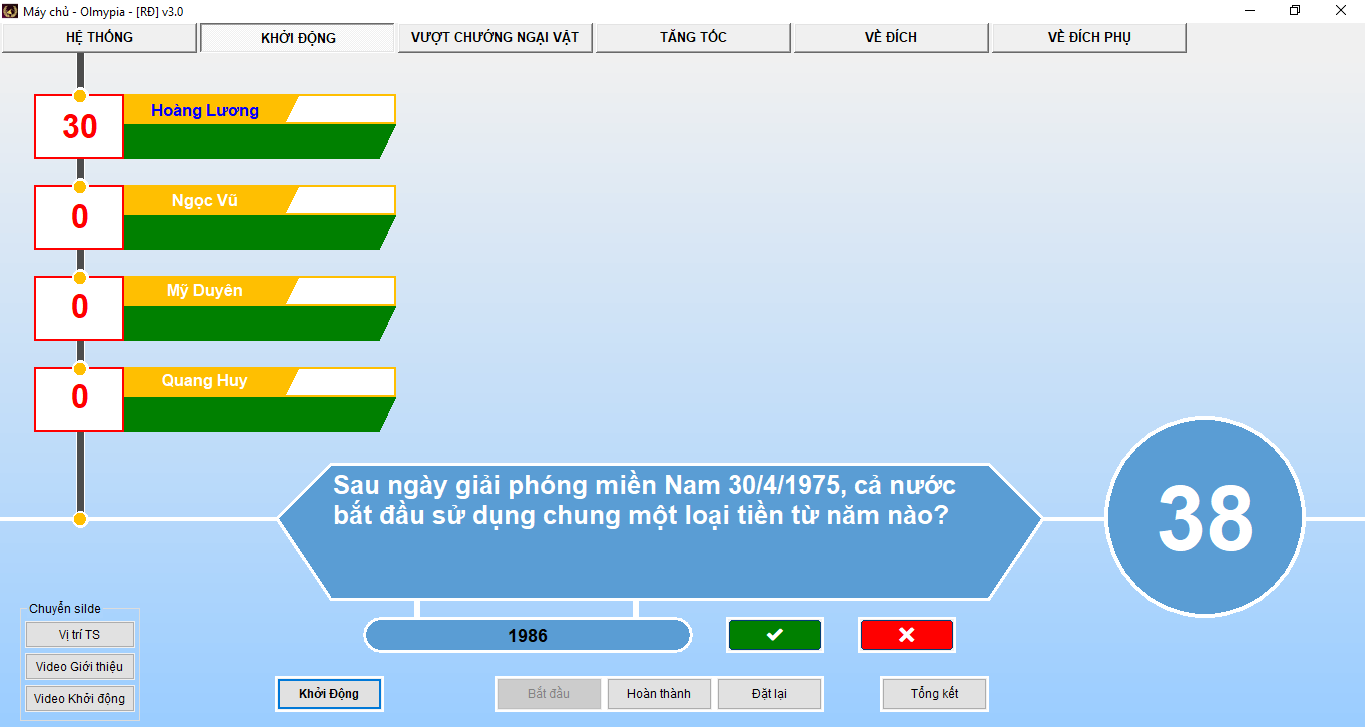 Máy chủ - Olmypia - [RĐ] v3.0
HỆ THỐNG
KHỞI ĐỘNG
VƯỢT CHƯỚNG NGẠI VẬT
TĂNG TỐC
VỀ ĐÍCH
VỀ ĐÍCH PHỤ
30
Hoàng Lương
0
Ngọc Vũ
0
Mỹ Duyên
0
Quang Huy
Sau ngày giải phóng miền Nam 30/4/1975, cả nước
bắt đầu sử dụng chung một loại tiền từ năm nào?
38
1986
Chuyển silde
Vị trí TS
Video Giới thiệu
Video Khởi động
Khởi Động
Bắt đầu
Hoàn thành
Đặt lại
Tổng kết